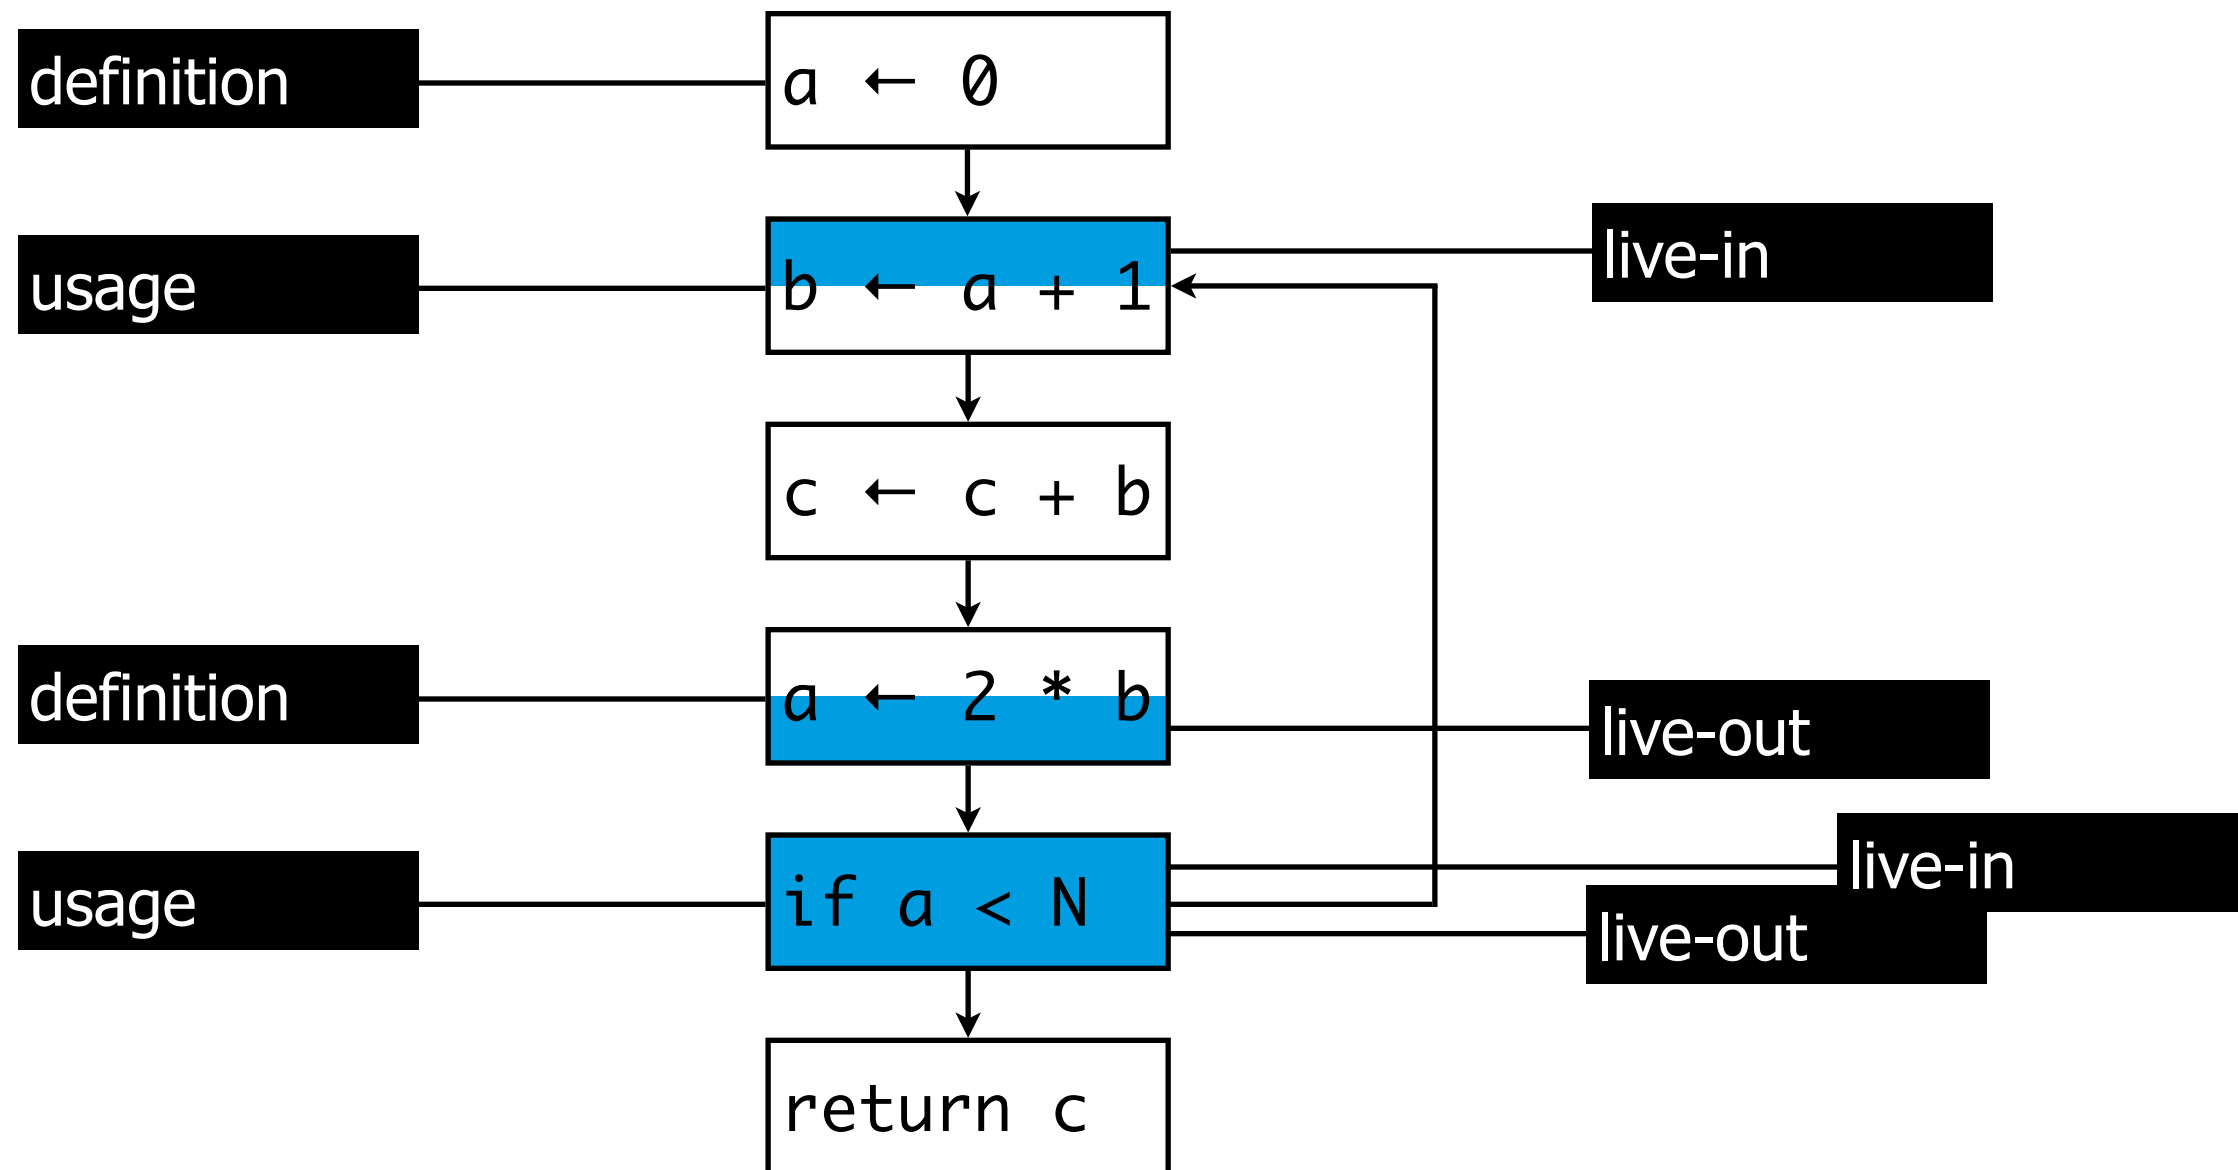 definition
a ← 0
usage
b ← a + 1
live-in
c ← c + b
definition
a ← 2 * b
live-out
usage
if a < N
live-in
live-out
return c